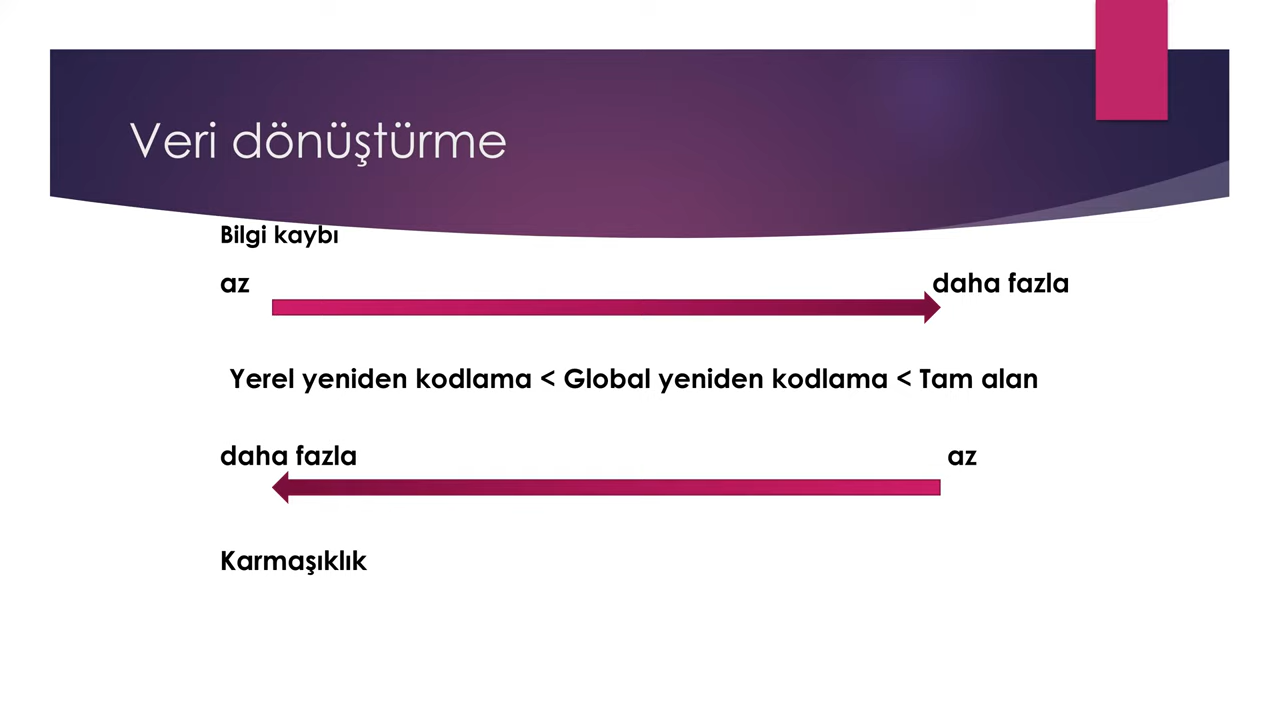 Veri dönüştürme
Bilgi kaybı
az daha fazla
Yerel yeniden kodlama < Global yeniden kodlama < Tam alan
daha fazla az
Karmaşıklık